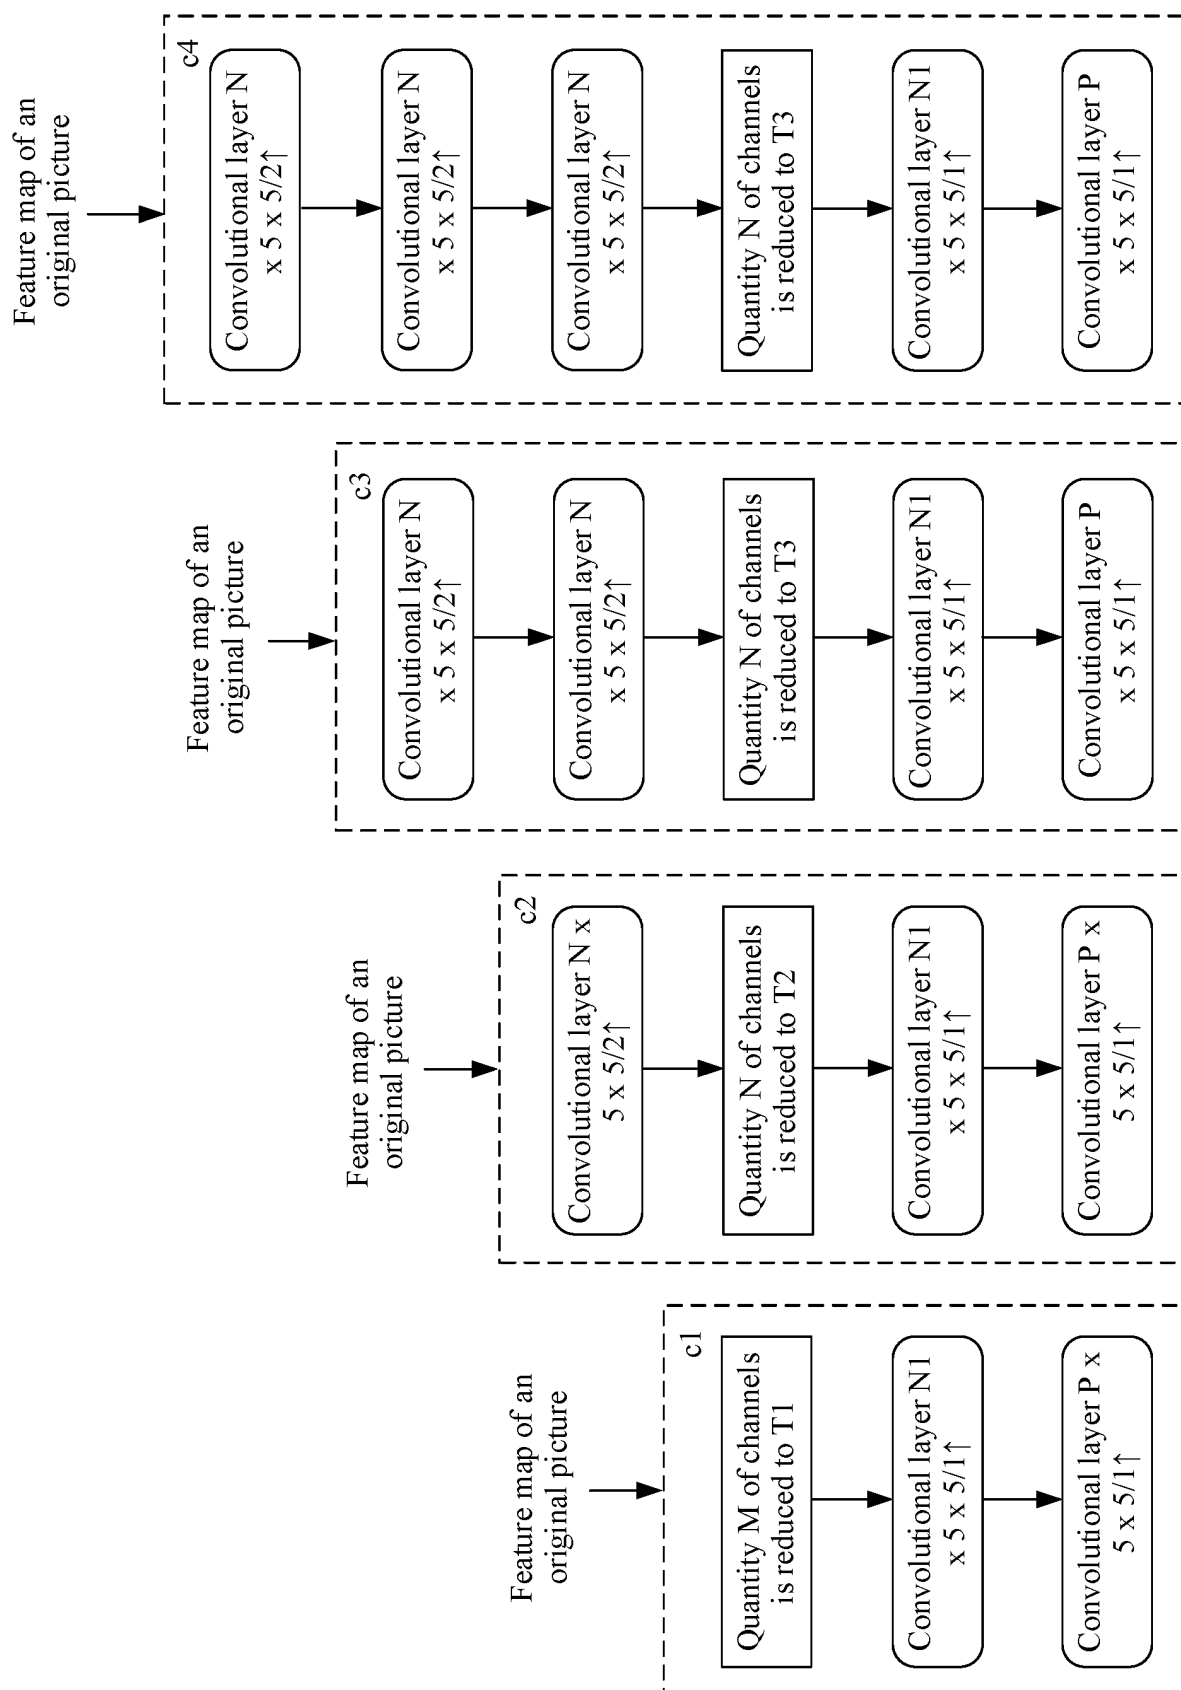 Feature map of an
original picture
c1
Quantity M of channels
is reduced to T1
Convolutional layer N1
x 5 x 5/1↑
Convolutional layer P x
5 x 5/1↑
Feature map of an
original picture
c2
Convolutional layer N x
5 x 5/2↑
Quantity N of channels
is reduced to T2
Convolutional layer N1
x 5 x 5/1↑
Convolutional layer P x
5 x 5/1↑
Feature map of an
original picture
c3
Convolutional layer N
x 5 x 5/2↑
Convolutional layer N
x 5 x 5/2↑
Quantity N of channels
is reduced to T3
Convolutional layer N1
x 5 x 5/1↑
Convolutional layer P
x 5 x 5/1↑
Feature map of an
original picture
c4
Convolutional layer N
x 5 x 5/2↑
Convolutional layer N
x 5 x 5/2↑
Convolutional layer N
x 5 x 5/2↑
Quantity N of channels
is reduced to T3
Convolutional layer N1
x 5 x 5/1↑
Convolutional layer P
x 5 x 5/1↑